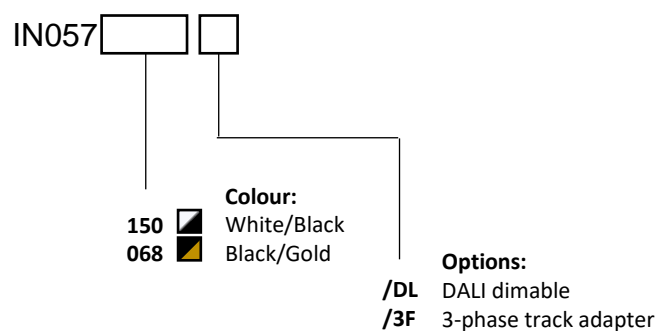 IN057
Colour:
150 White/Black
068 Black/Gold
Options:
/DL DALI dimable
/3F 3-phase track adapter